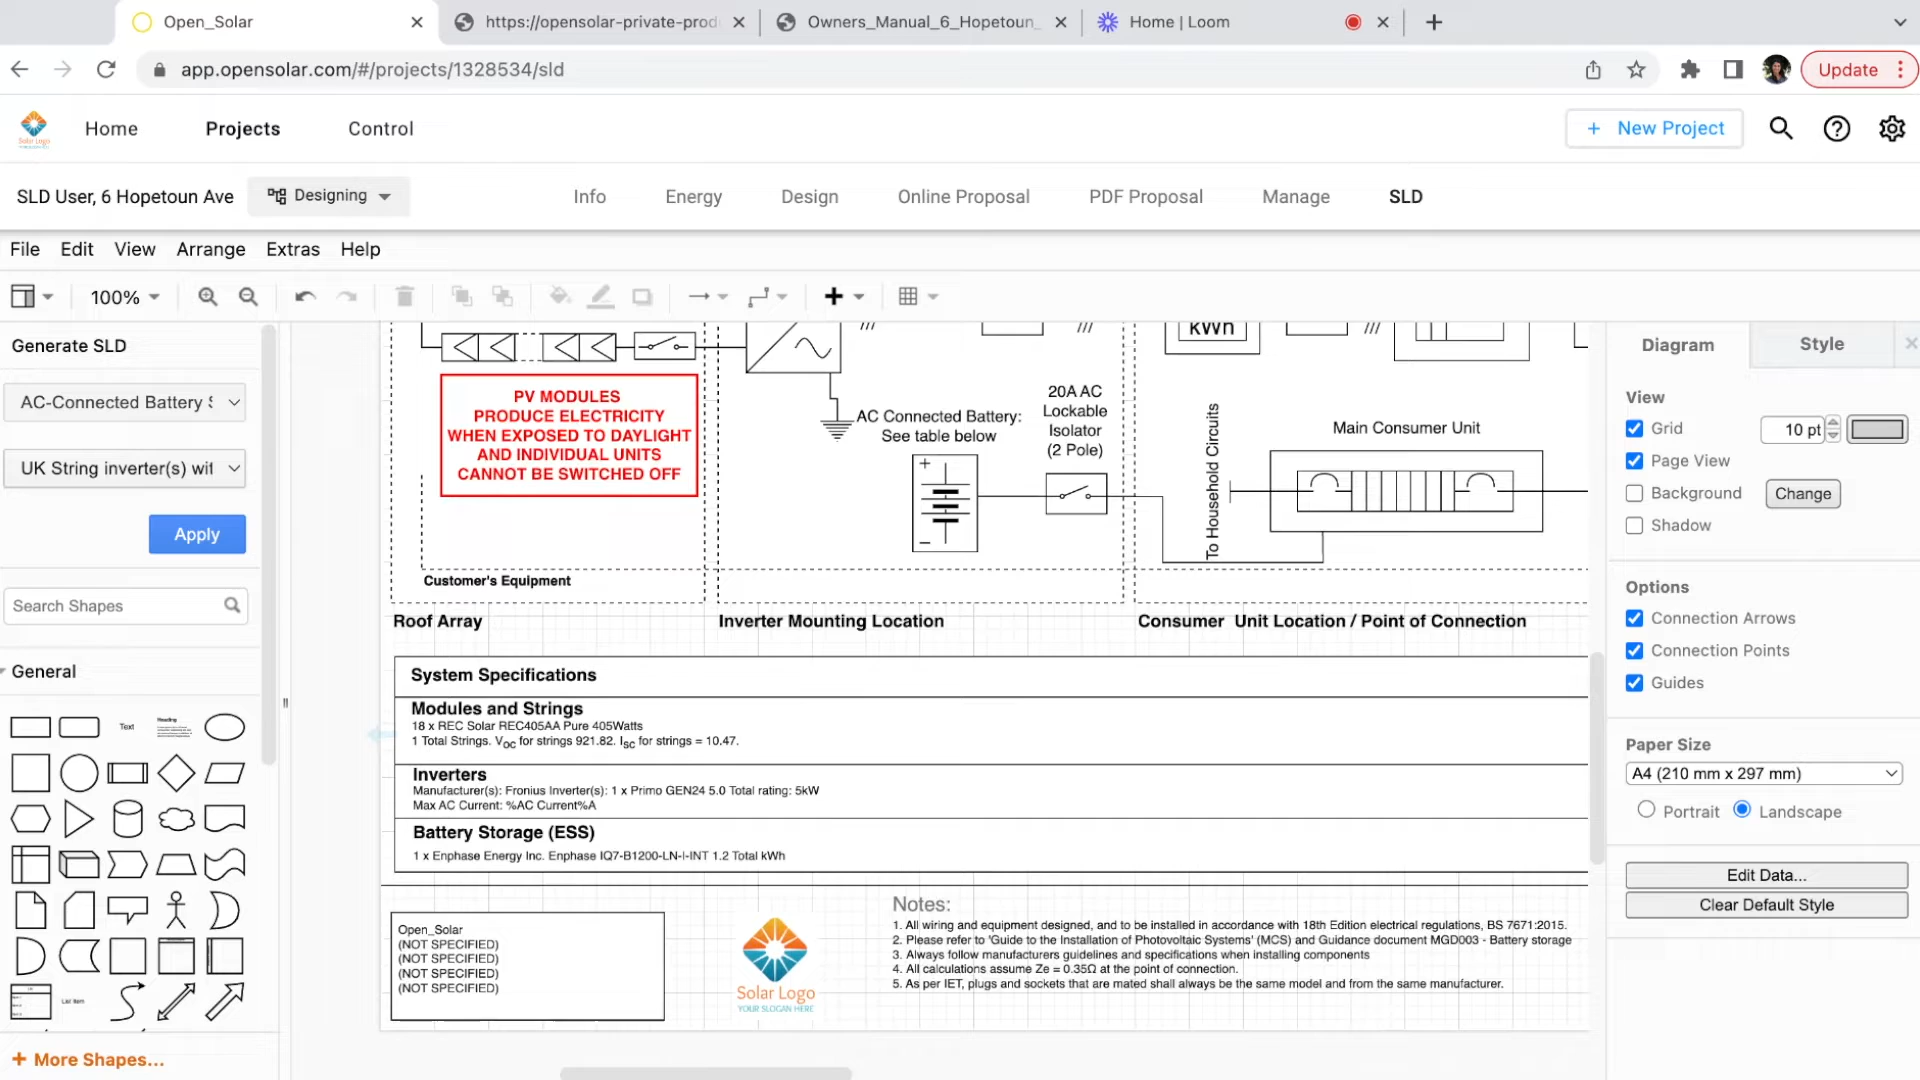 Open_Solar
https://opensolar-private-prod
Owners_Manual_6_Hopetoun_
Home | Loom
app.opensolar.com/#/projects/1328534/sld
Update
Solar Logo
Home
Projects
Control
+ New Project
SLD User, 6 Hopetoun Ave
Designing
Info
Energy
Design
Online Proposal
PDF Proposal
Manage
SLD
File
Edit
View
Arrange
Extras
Help
100%
Generate SLD
AC-Connected Battery S
UK String inverter(s) wit
Apply
Search Shapes
General
Text
Heading
List Item
+ More Shapes...
kWh
PV MODULES
PRODUCE ELECTRICITY
WHEN EXPOSED TO DAYLIGHT
AND INDIVIDUAL UNITS
CANNOT BE SWITCHED OFF
AC Connected Battery:
See table below
20A AC
Lockable
Isolator
(2 Pole)
To Household Circuits
Main Consumer Unit
Customer's Equipment
Roof Array
Inverter Mounting Location
Consumer Unit Location / Point of Connection
System Specifications
Modules and Strings
18 x REC Solar REC405AA Pure 405Watts
1 Total Strings. VOC for strings 921.82. ISC for strings = 10.47.
Inverters
Manufacturer(s): Fronius Inverter(s): 1 x Primo GEN24 5.0 Total rating: 5kW
Max AC Current: %AC Current%A
Battery Storage (ESS)
1 x Enphase Energy Inc. Enphase IQ7-B1200-LN-I-INT 1.2 Total kWh
Open_Solar
(NOT SPECIFIED)
(NOT SPECIFIED)
(NOT SPECIFIED)
(NOT SPECIFIED)
Solar Logo
YOUR SLOGAN HERE
Notes:
1. All wiring and equipment designed, and to be installed in accordance with 18th Edition electrical regulations, BS 7671:2015.
2. Please refer to 'Guide to the Installation of Photovoltaic Systems' (MCS) and Guidance document MGD003 - Battery storage
3. Always follow manufacturers guidelines and specifications when installing components
4. All calculations assume Ze = 0.35Ω at the point of connection.
5. As per IET, plugs and sockets that are mated shall always be the same model and from the same manufacturer.
Diagram
Style
View
Grid
10 pt
Page View
Background
Change
Shadow
Options
Connection Arrows
Connection Points
Guides
Paper Size
A4 (210 mm x 297 mm)
Portrait
Landscape
Edit Data...
Clear Default Style